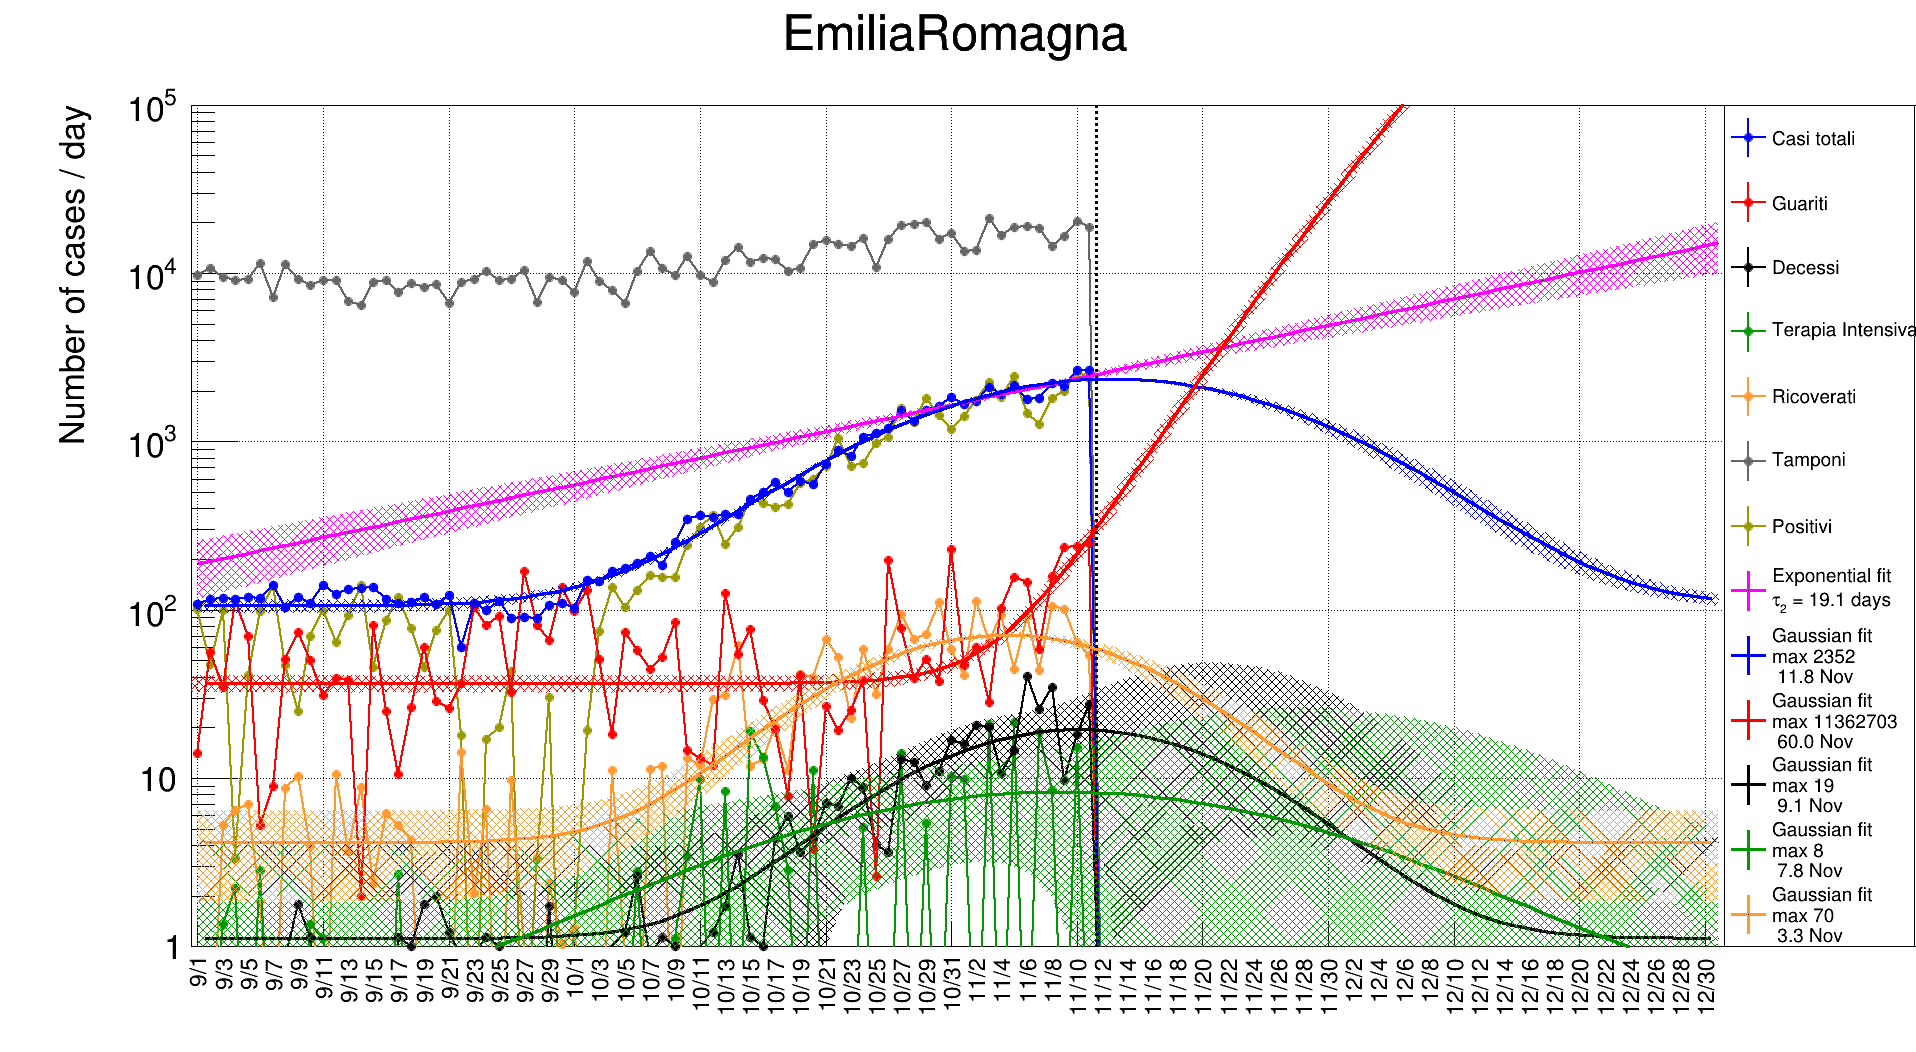 EmiliaRomagna
Number of cases / day
10⁵
10⁴
10³
10²
10
1
9/1
9/3
9/5
9/7
9/9
9/11
9/13
9/15
9/17
9/19
9/21
9/23
9/25
9/27
9/29
10/1
10/3
10/5
10/7
10/9
10/11
10/13
10/15
10/17
10/19
10/21
10/23
10/25
10/27
10/29
10/31
11/2
11/4
11/6
11/8
11/10
11/12
11/14
11/16
11/18
11/20
11/22
11/24
11/26
11/28
11/30
12/2
12/4
12/6
12/8
12/10
12/12
12/14
12/16
12/18
12/20
12/22
12/24
12/26
12/28
12/30
Casi totali
Guariti
Decessi
Terapia Intensiva
Ricoverati
Tamponi
Positivi
Exponential fit
τ₂ = 19.1 days
Gaussian fit
max 2352
11.8 Nov
Gaussian fit
max 11362703
60.0 Nov
Gaussian fit
max 19
9.1 Nov
Gaussian fit
max 8
7.8 Nov
Gaussian fit
max 70
3.3 Nov